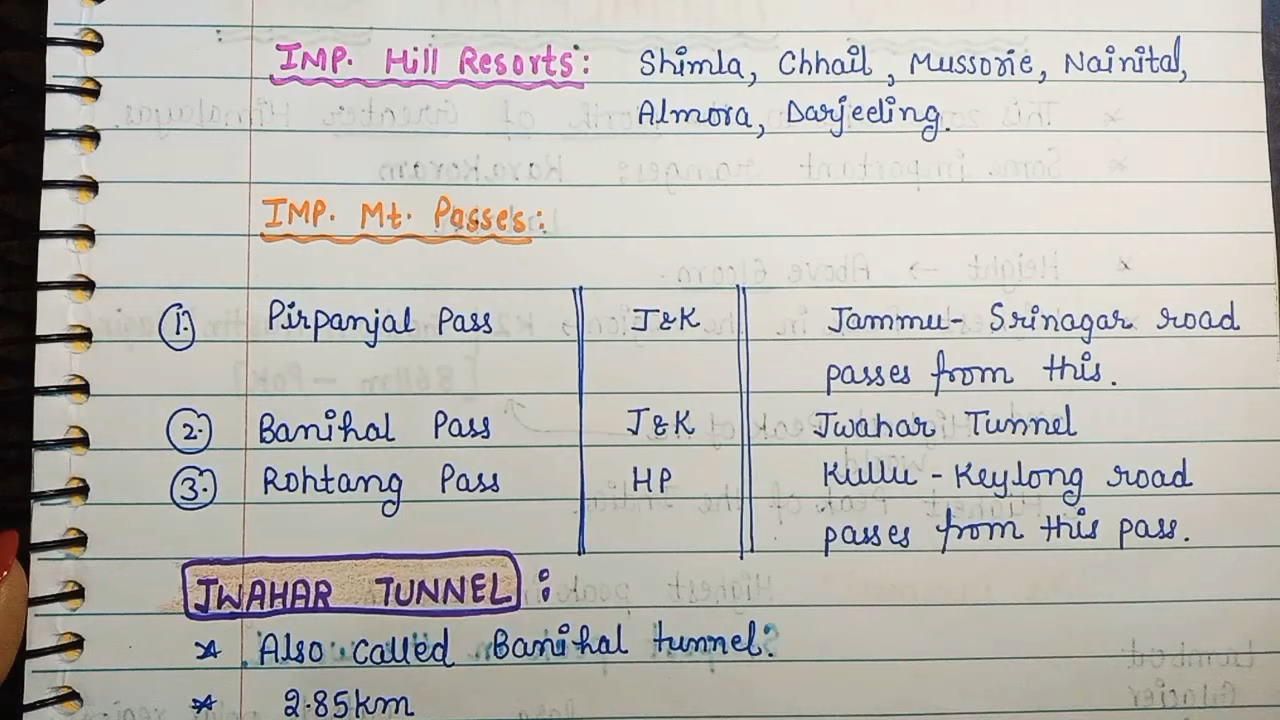 IMP. Hill Resorts: Shimla, Chhail, Mussorie, Nainital,
Almora, Darjeeling.
IMP. Mt. Passes:
1. Pirpanjal Pass J&K Jammu- Srinagar road
passes from this.
2. Banihal Pass J&K Jwahar Tunnel
3. Rohtang Pass HP Kullu - Keylong road
passes from this pass.
JWAHAR TUNNEL:
* Also called Banihal tunnel.
* 2.85km